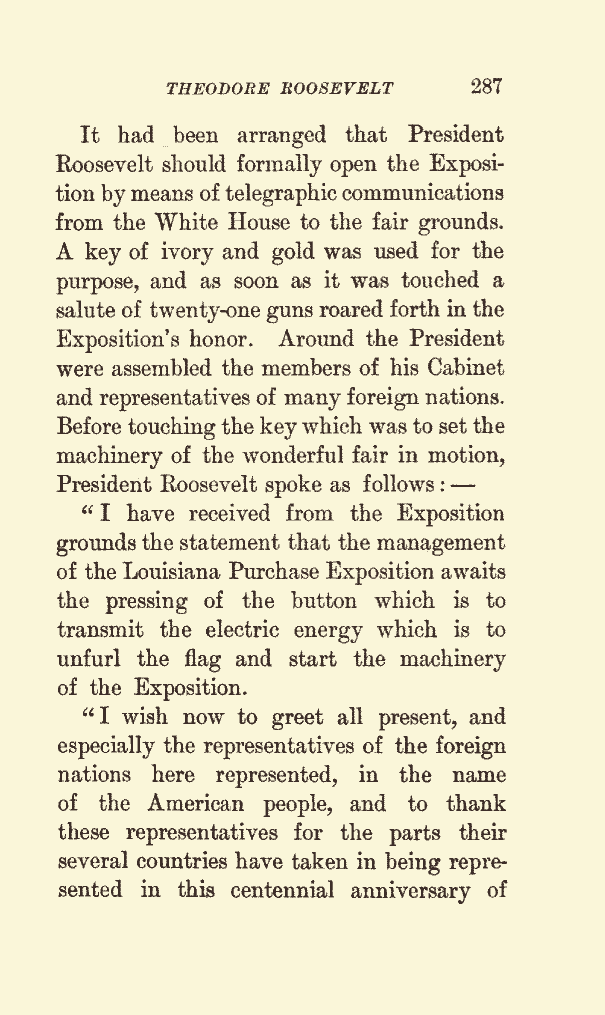 THEODORE ROOSEVELT 287
It had been arranged that President
Roosevelt should formally open the Exposi-
tion by means of telegraphic communications
from the White House to the fair grounds.
A key of ivory and gold was used for the
purpose, and as soon as it was touched a
salute of twenty-one guns roared forth in the
Exposition's honor. Around the President
were assembled the members of his Cabinet
and representatives of many foreign nations.
Before touching the key which was to set the
machinery of the wonderful fair in motion,
President Roosevelt spoke as follows: —
"I have received from the Exposition
grounds the statement that the management
of the Louisiana Purchase Exposition awaits
the pressing of the button which is to
transmit the electric energy which is to
unfurl the flag and start the machinery
of the Exposition.
"I wish now to greet all present, and
especially the representatives of the foreign
nations here represented, in the name
of the American people, and to thank
these representatives for the parts their
several countries have taken in being repre-
sented in this centennial anniversary of